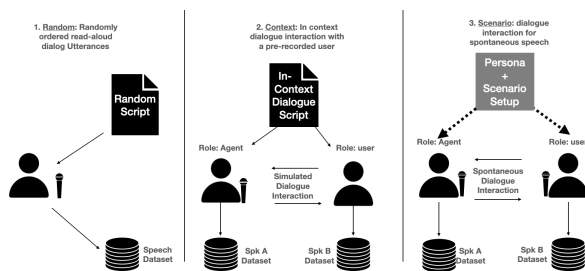 1. Random: Randomly
ordered read-aloud
dialog Utterances
Random
Script
Speech
Dataset
2. Context: In context
dialogue interaction with
a pre-recorded user
In-
Context
Dialogue
Script
Role: Agent
Role: user
Simulated
Dialogue
Interaction
Spk A
Dataset
Spk B
Dataset
3. Scenario: dialogue
interaction for
spontaneous speech
Persona
+
Scenario
Setup
Role: Agent
Role: user
Spontaneous
Dialogue
Interaction
Spk A
Dataset
Spk B
Dataset